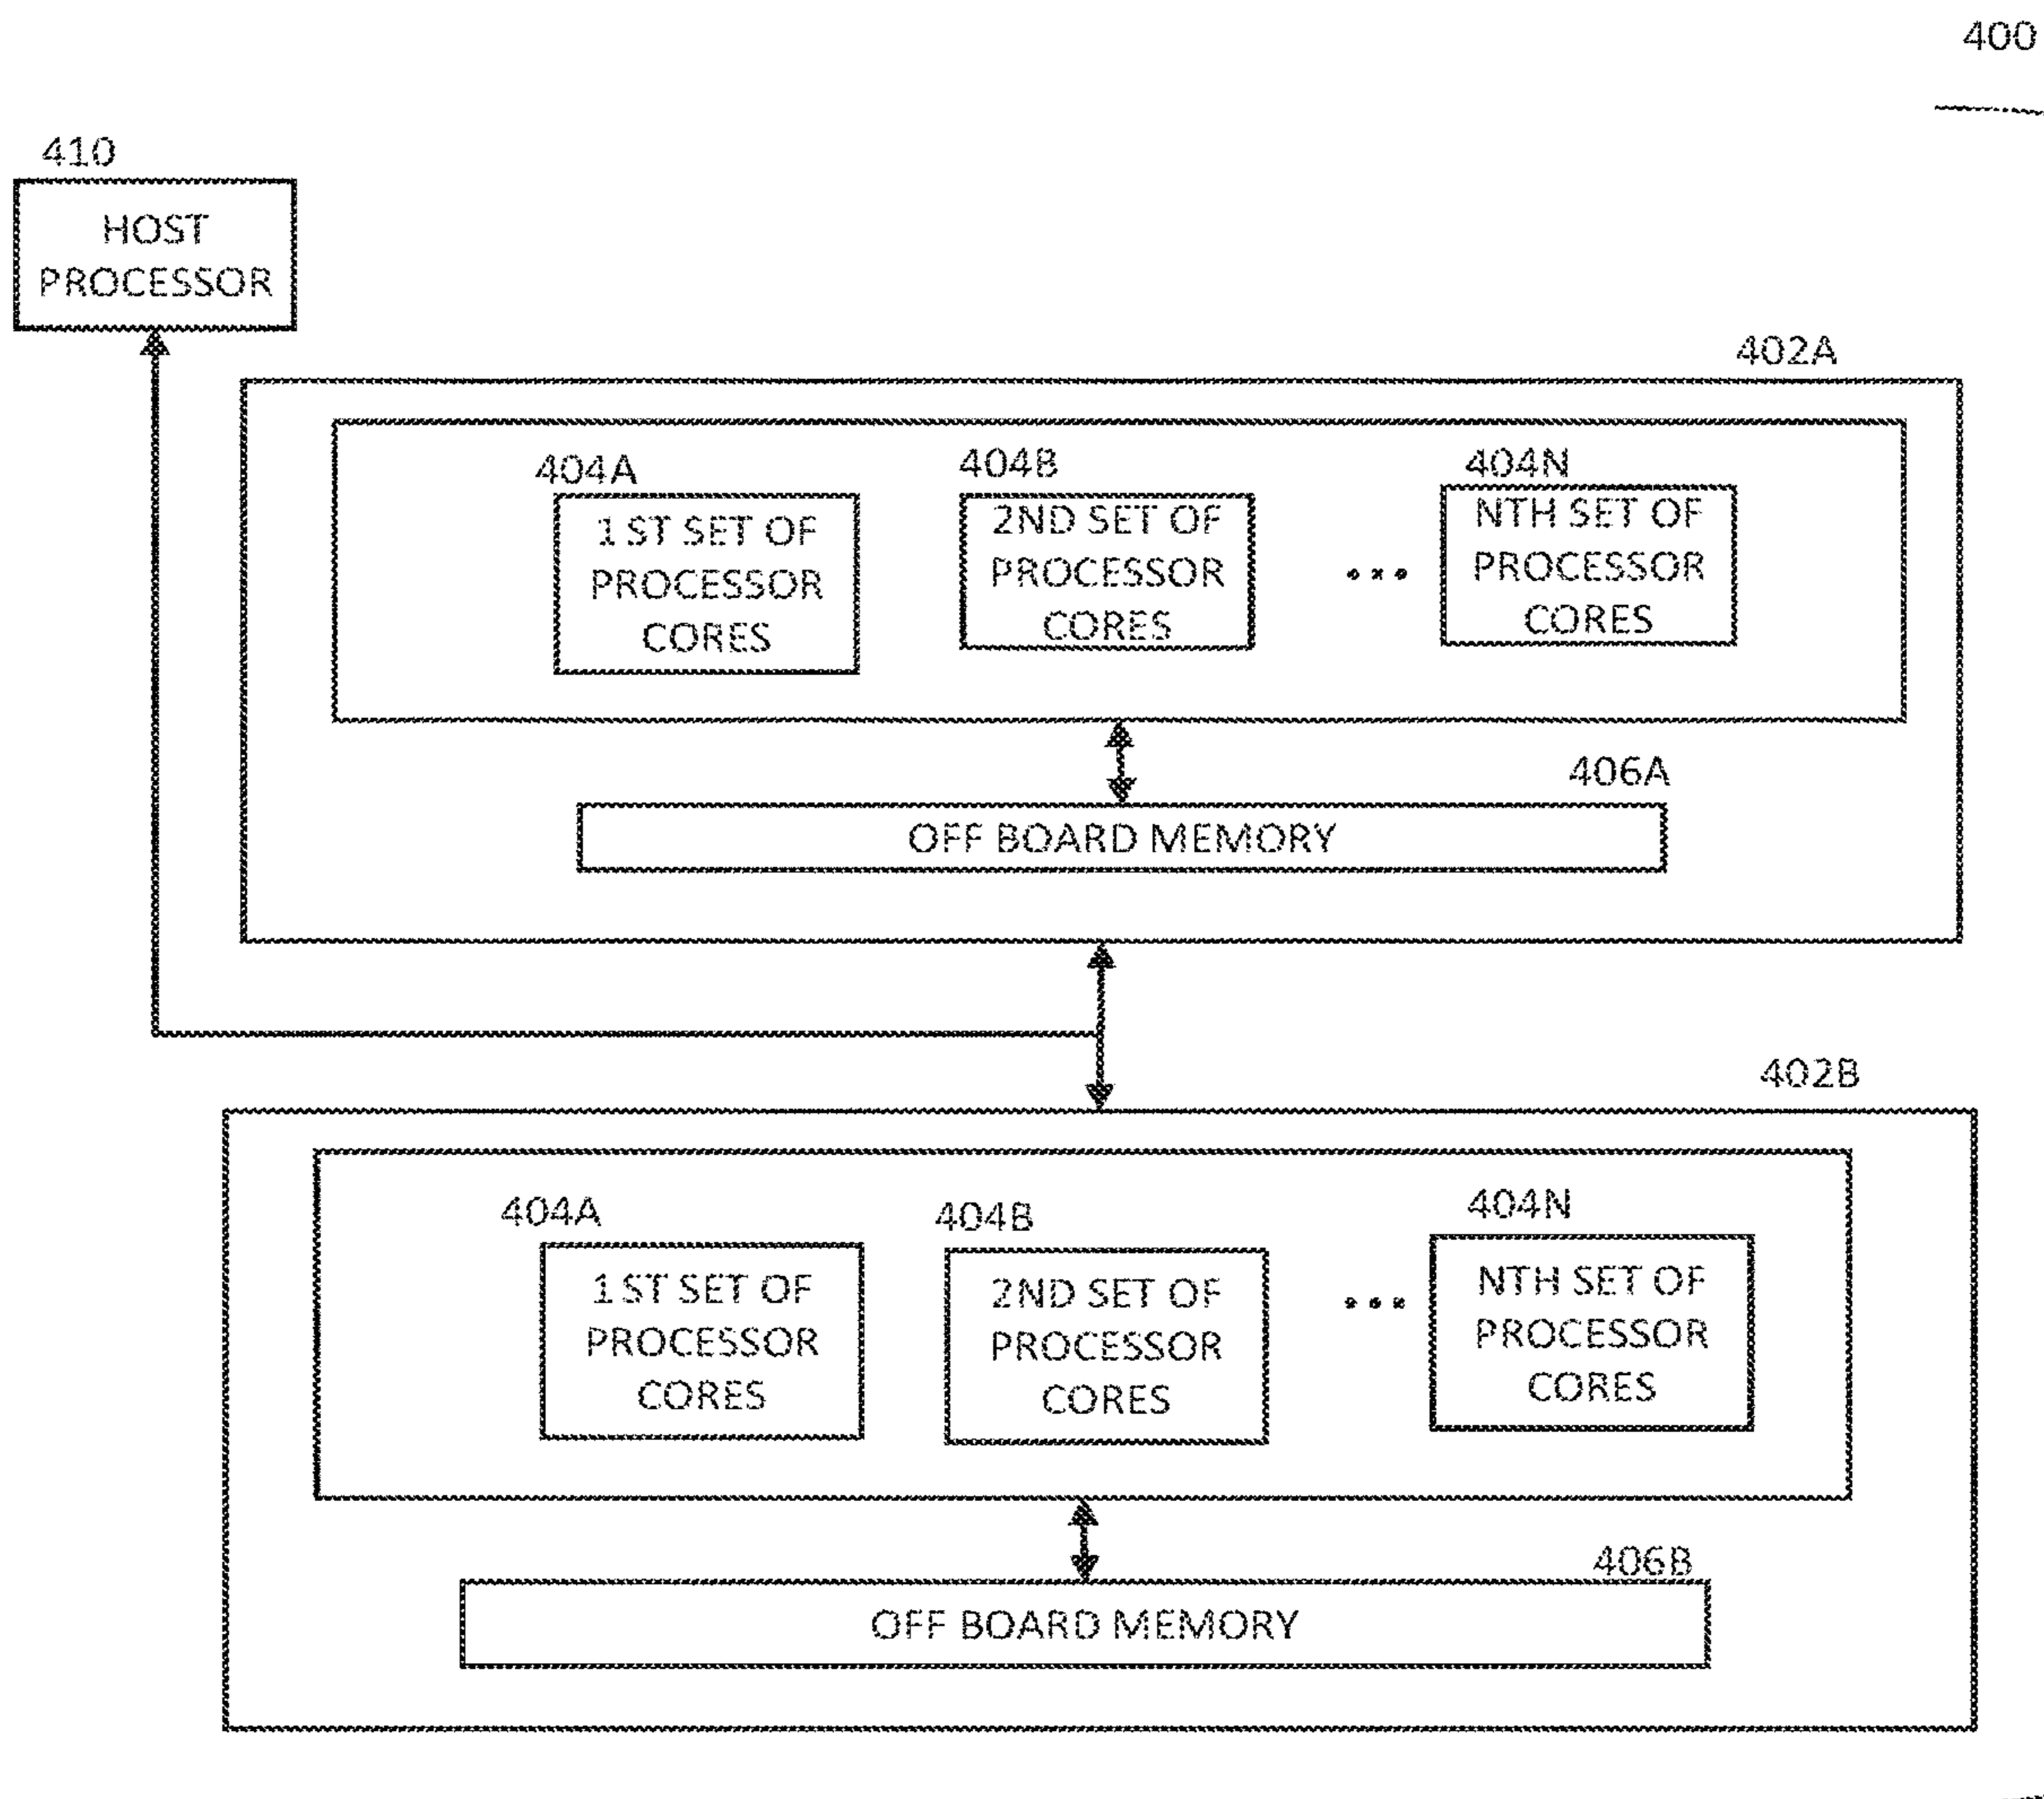 400
410
HOST
PROCESSOR
402A
404A
1 ST SET OF
PROCESSOR
CORES
404B
2ND SET OF
PROCESSOR
CORES
...
404N
NTH SET OF
PROCESSOR
CORES
406A
OFF BOARD MEMORY
402B
404A
1 ST SET OF
PROCESSOR
CORES
404B
2ND SET OF
PROCESSOR
CORES
...
404N
NTH SET OF
PROCESSOR
CORES
406B
OFF BOARD MEMORY